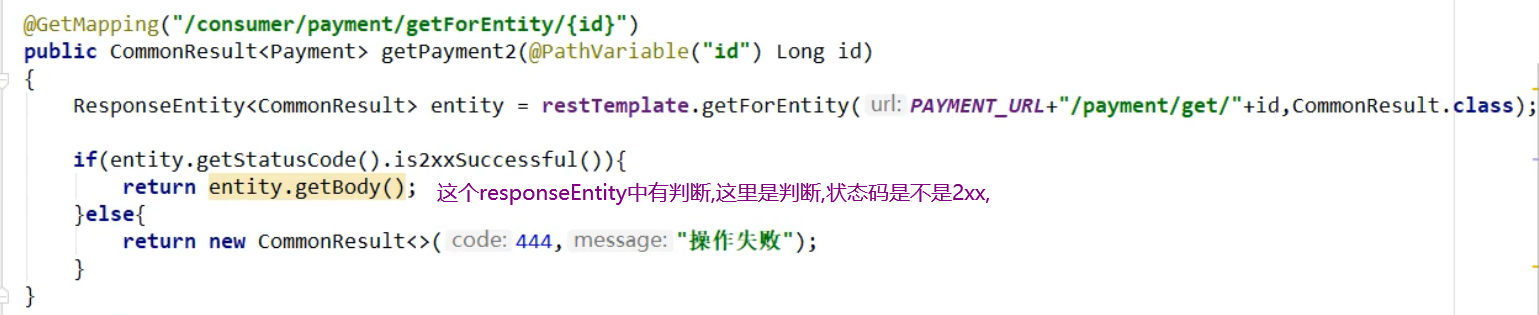 @GetMapping("/consumer/payment/getForEntity/{id}")
public CommonResult<Payment> getPayment2(@PathVariable("id") Long id)
{
ResponseEntity<CommonResult> entity = restTemplate.getForEntity( url: PAYMENT_URL+"/payment/get/"+id,CommonResult.class);
if(entity.getStatusCode().is2xxSuccessful()){
return entity.getBody(); 这个responseEntity中有判断,这里是判断,状态码是不是2xx,
}else{
return new CommonResult<>( code: 444, message: "操作失败");
}
}